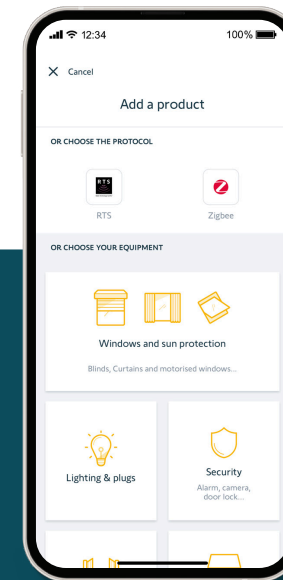 12:34
100%
Cancel
Add a product
OR CHOOSE THE PROTOCOL
RTS
RTS
Zigbee
OR CHOOSE YOUR EQUIPMENT
Windows and sun protection
Blinds, Curtains and motorised windows...
Lighting & plugs
Security
Alarm, camera,
door lock...